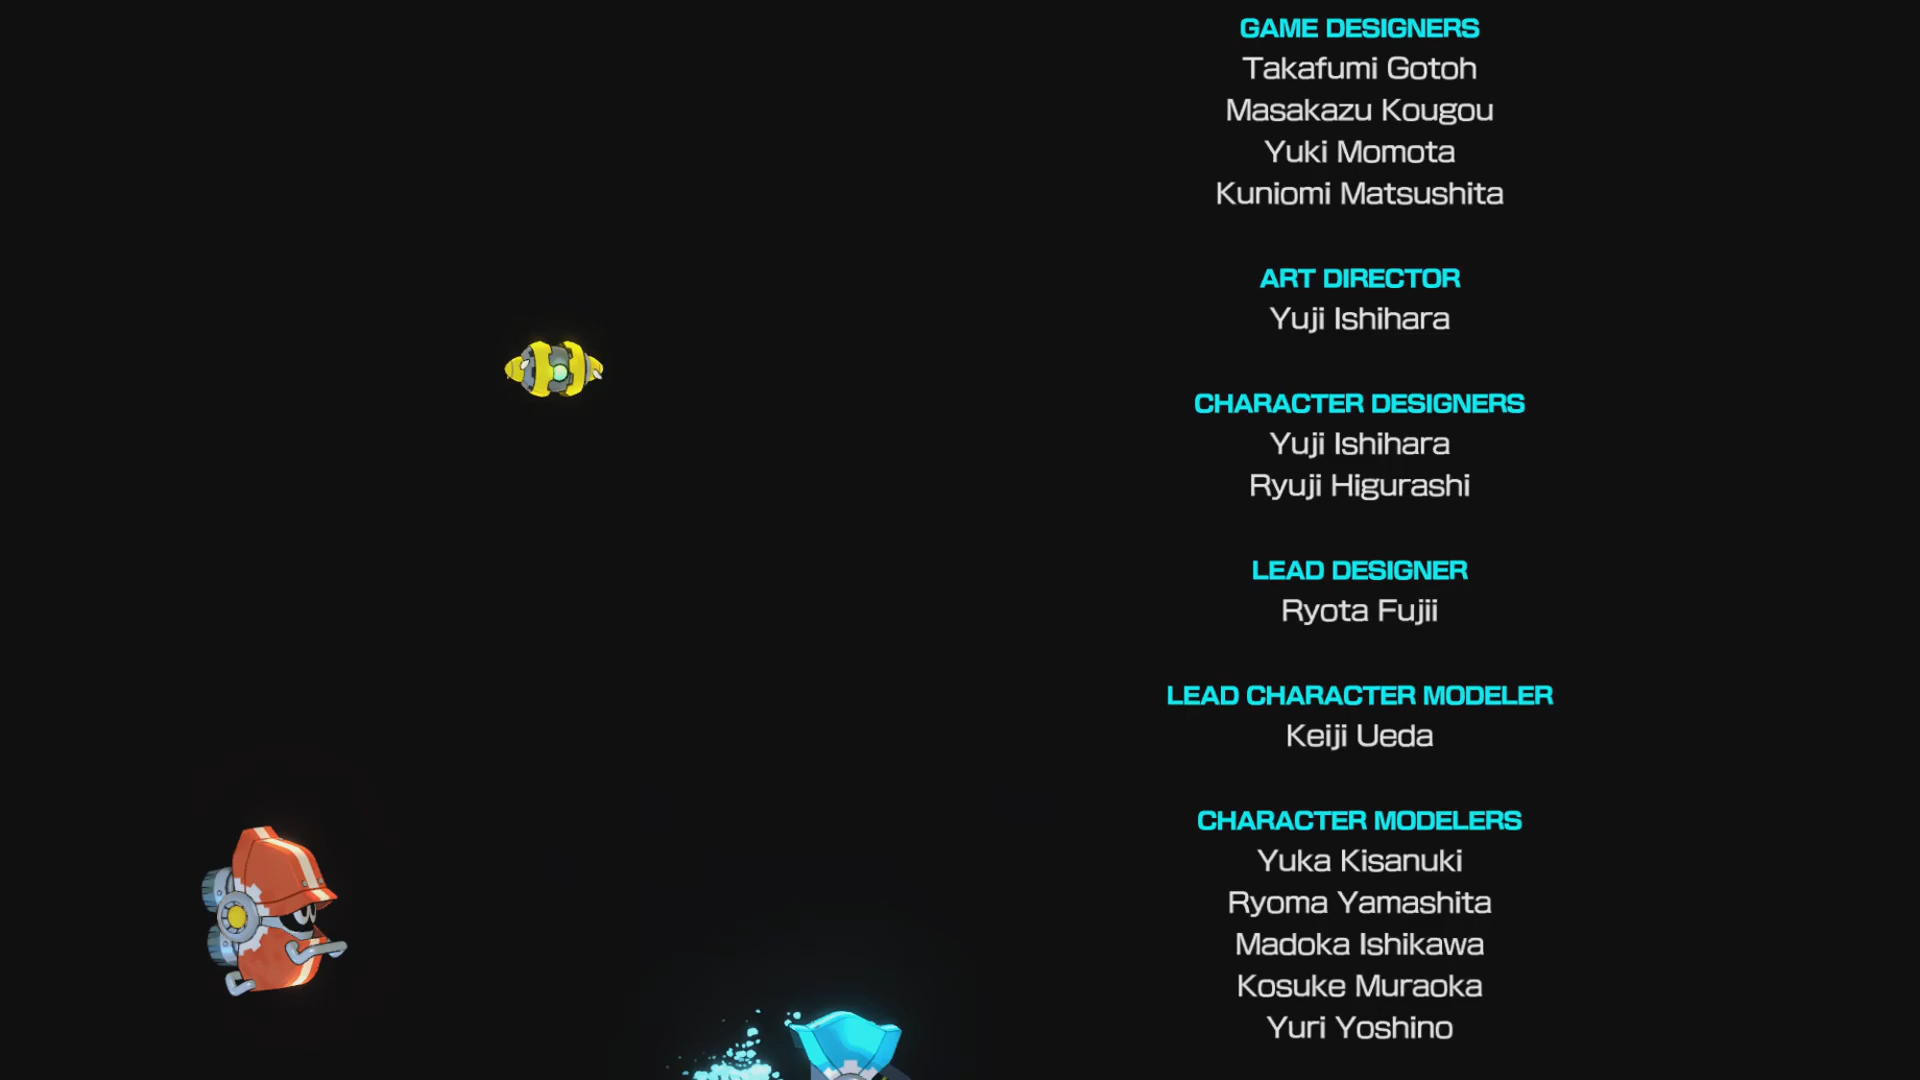 GAME DESIGNERS
Takafumi Gotoh
Masakazu Kougou
Yuki Momota
Kuniomi Matsushita
ART DIRECTOR
Yuji Ishihara
CHARACTER DESIGNERS
Yuji Ishihara
Ryuji Higurashi
LEAD DESIGNER
Ryota Fujii
LEAD CHARACTER MODELER
Keiji Ueda
CHARACTER MODELERS
Yuka Kisanuki
Ryoma Yamashita
Madoka Ishikawa
Kosuke Muraoka
Yuri Yoshino